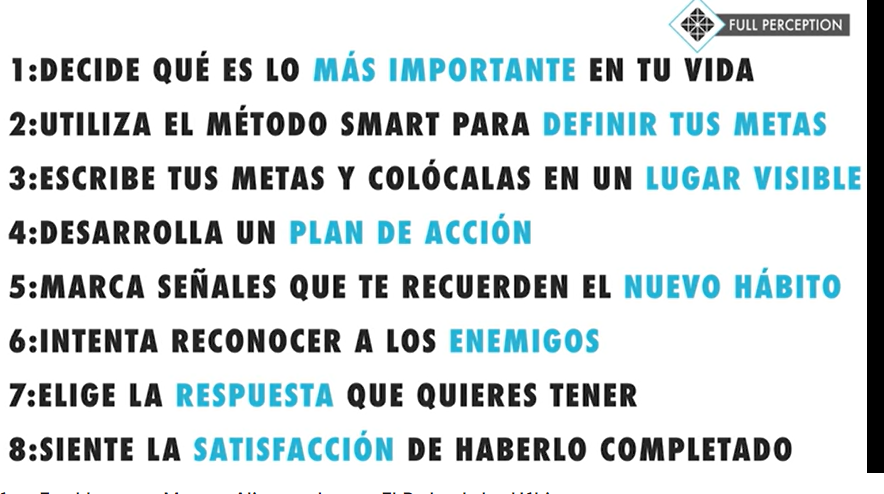 FULL PERCEPTION
1:DECIDE QUÉ ES LO MÁS IMPORTANTE EN TU VIDA
2:UTILIZA EL MÉTODO SMART PARA DEFINIR TUS METAS
3:ESCRIBE TUS METAS Y COLÓCALAS EN UN LUGAR VISIBLE
4:DESARROLLA UN PLAN DE ACCIÓN
5:MARCA SEÑALES QUE TE RECUERDEN EL NUEVO HÁBITO
6:INTENTA RECONOCER A LOS ENEMIGOS
7:ELIGE LA RESPUESTA QUE QUIERES TENER
8:SIENTE LA SATISFACCIÓN DE HABERLO COMPLETADO